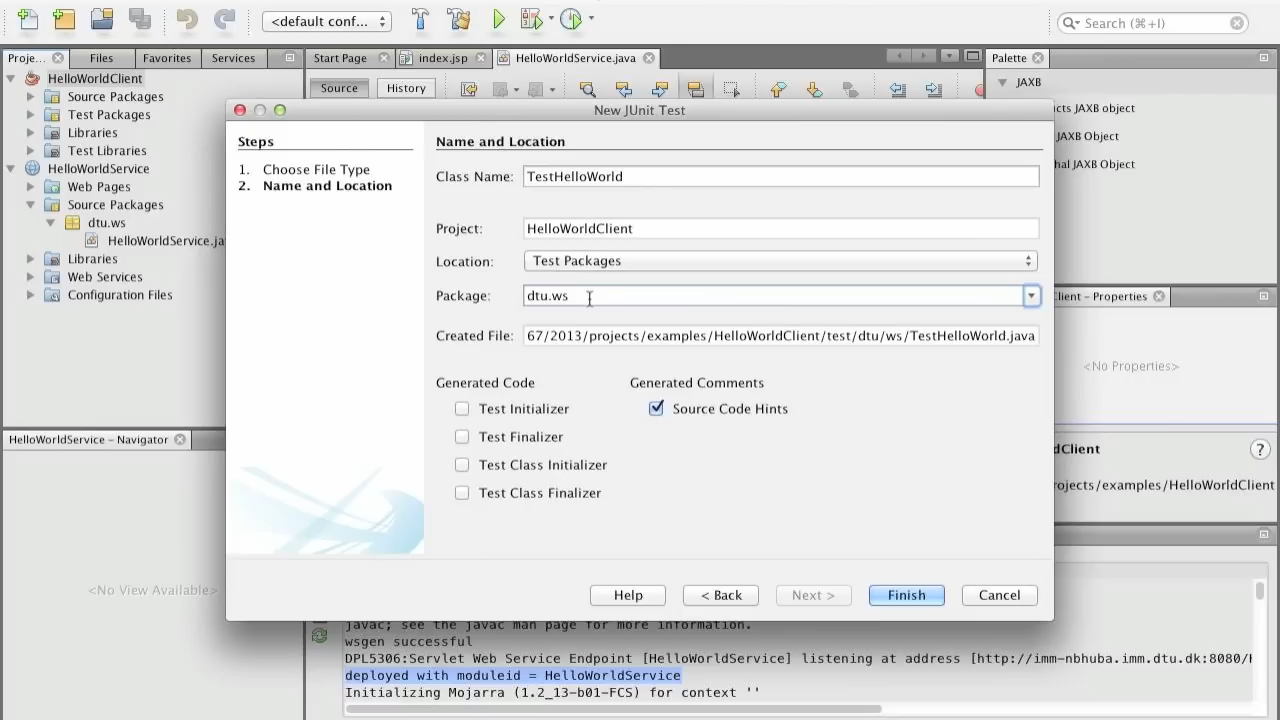 <default conf...
Search (⌘+I)
Proje...
Files
Favorites
Services
Start Page
index.jsp
HelloWorldService.java
Palette
HelloWorldClient
Source Packages
Test Packages
Libraries
Test Libraries
HelloWorldService
Web Pages
Source Packages
dtu.ws
HelloWorldService.ja
Libraries
Web Services
Configuration Files
Source
History
JAXB
cts JAXB object
JAXB Object
hal JAXB Object
New JUnit Test
Steps
1. Choose File Type
2. Name and Location
Name and Location
Class Name: TestHelloWorld
Project: HelloWorldClient
Location: Test Packages
Package: dtu.ws
Created File: 67/2013/projects/examples/HelloWorldClient/test/dtu/ws/TestHelloWorld.java
Generated Code
Generated Comments
Test Initializer
Source Code Hints
Test Finalizer
Test Class Initializer
Test Class Finalizer
Help
< Back
Next >
Finish
Cancel
Client - Properties
<No Properties>
dClient
?
rojects/examples/HelloWorldClient
HelloWorldService - Navigator
<No View Available>
javac; see the javac man page for more information.
wsgen successful
DPL5306:Servlet Web Service Endpoint [HelloWorldService] listening at address [http://imm-nbhuba.imm.dtu.dk:8080/H
deployed with moduleid = HelloWorldService
Initializing Mojarra (1.2_13-b01-FCS) for context ''